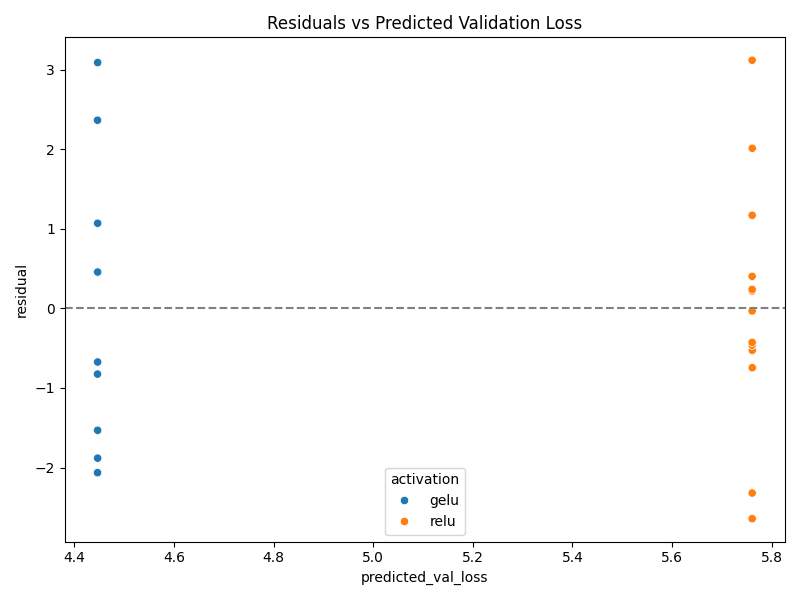 Residuals vs Predicted Validation Loss
residual
3
2
1
0
−1
−2
activation
gelu
relu
4.4
4.6
4.8
5.0
5.2
5.4
5.6
5.8
predicted_val_loss